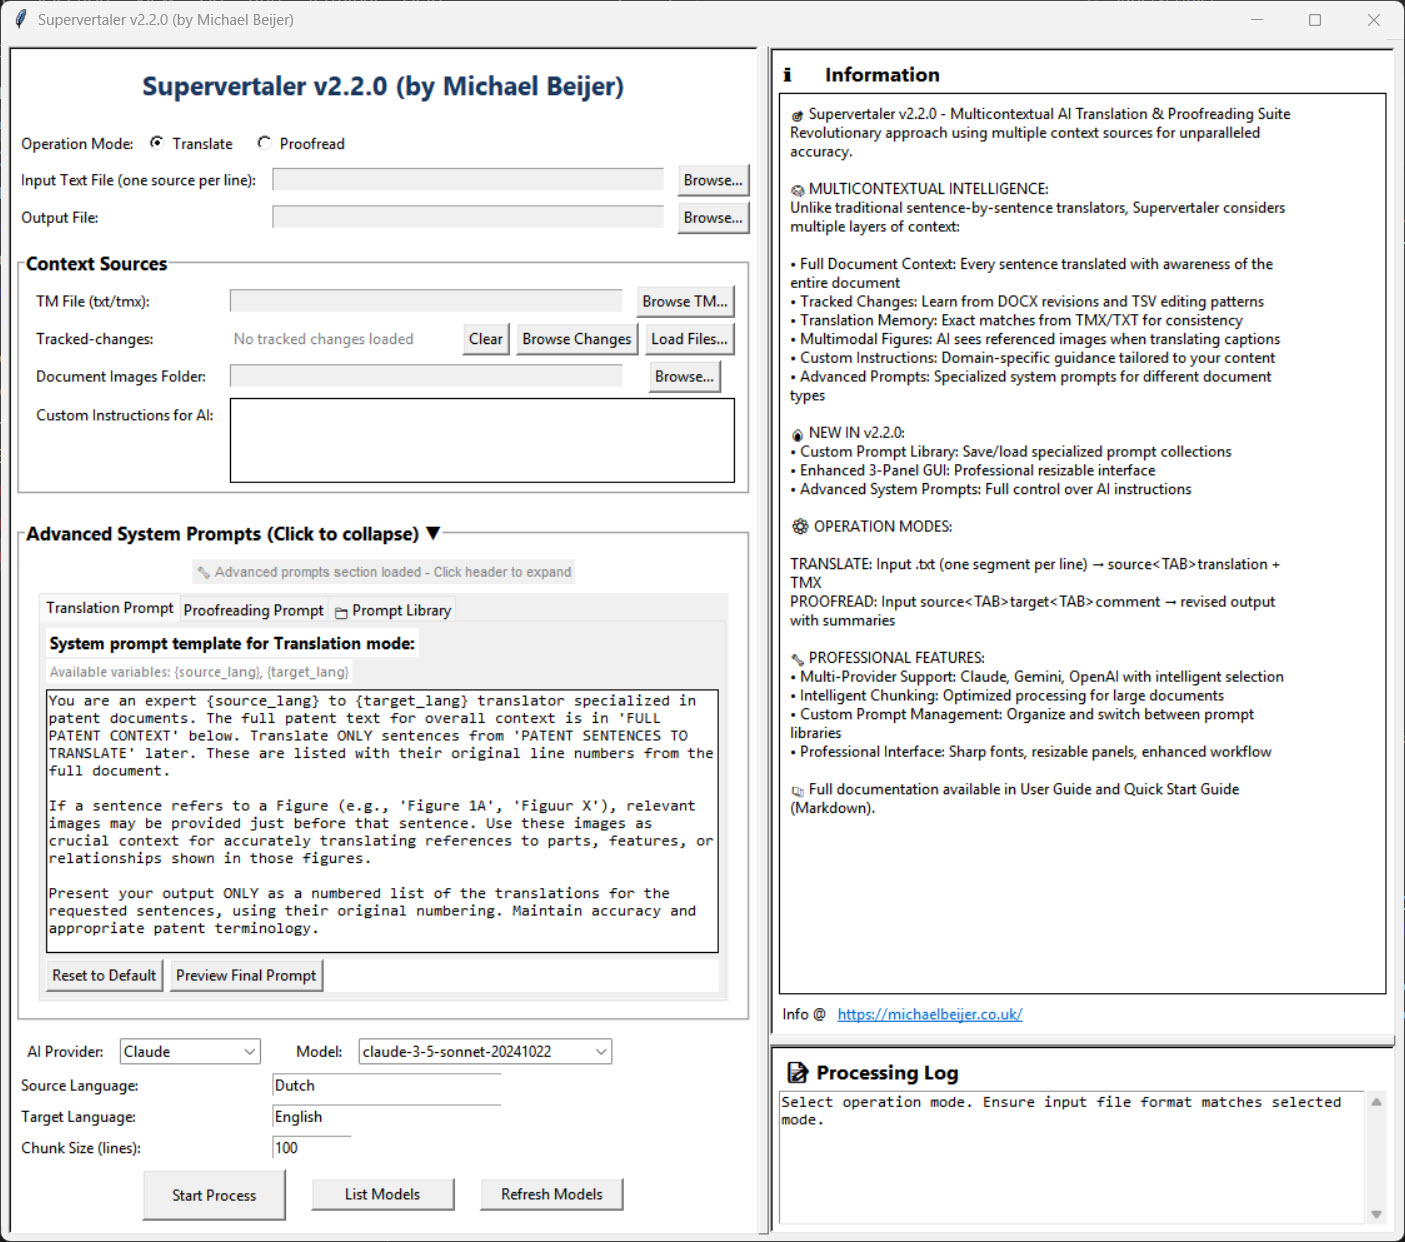 Supervertaler v2.2.0 (by Michael Beijer)
Supervertaler v2.2.0 (by Michael Beijer)
Operation Mode: Translate Proofread
Input Text File (one source per line): Browse...
Output File: Browse...
Context Sources
TM File (txt/tmx): Browse TM...
Tracked-changes: No tracked changes loaded Clear Browse Changes Load Files...
Document Images Folder: Browse...
Custom Instructions for AI:
Advanced System Prompts (Click to collapse) ▼
Advanced prompts section loaded - Click header to expand
Translation Prompt Proofreading Prompt Prompt Library
System prompt template for Translation mode:
Available variables: {source_lang}, {target_lang}
You are an expert {source_lang} to {target_lang} translator specialized in
patent documents. The full patent text for overall context is in 'FULL
PATENT CONTEXT' below. Translate ONLY sentences from 'PATENT SENTENCES TO
TRANSLATE' later. These are listed with their original line numbers from the
full document.
If a sentence refers to a Figure (e.g., 'Figure 1A', 'Figuur X'), relevant
images may be provided just before that sentence. Use these images as
crucial context for accurately translating references to parts, features, or
relationships shown in those figures.
Present your output ONLY as a numbered list of the translations for the
requested sentences, using their original numbering. Maintain accuracy and
appropriate patent terminology.
Reset to Default Preview Final Prompt
AI Provider: Claude Model: claude-3-5-sonnet-20241022
Source Language: Dutch
Target Language: English
Chunk Size (lines): 100
Start Process List Models Refresh Models
Information
Supervertaler v2.2.0 - Multicontextual AI Translation & Proofreading Suite
Revolutionary approach using multiple context sources for unparalleled
accuracy.
MULTICONTEXTUAL INTELLIGENCE:
Unlike traditional sentence-by-sentence translators, Supervertaler considers
multiple layers of context:
• Full Document Context: Every sentence translated with awareness of the
entire document
• Tracked Changes: Learn from DOCX revisions and TSV editing patterns
• Translation Memory: Exact matches from TMX/TXT for consistency
• Multimodal Figures: AI sees referenced images when translating captions
• Custom Instructions: Domain-specific guidance tailored to your content
• Advanced Prompts: Specialized system prompts for different document
types
NEW IN v2.2.0:
• Custom Prompt Library: Save/load specialized prompt collections
• Enhanced 3-Panel GUI: Professional resizable interface
• Advanced System Prompts: Full control over AI instructions
OPERATION MODES:
TRANSLATE: Input .txt (one segment per line) → source<TAB>translation +
TMX
PROOFREAD: Input source<TAB>target<TAB>comment → revised output
with summaries
PROFESSIONAL FEATURES:
• Multi-Provider Support: Claude, Gemini, OpenAI with intelligent selection
• Intelligent Chunking: Optimized processing for large documents
• Custom Prompt Management: Organize and switch between prompt
libraries
• Professional Interface: Sharp fonts, resizable panels, enhanced workflow
Full documentation available in User Guide and Quick Start Guide
(Markdown).
Info @ https://michaelbeijer.co.uk/
Processing Log
Select operation mode. Ensure input file format matches selected
mode.